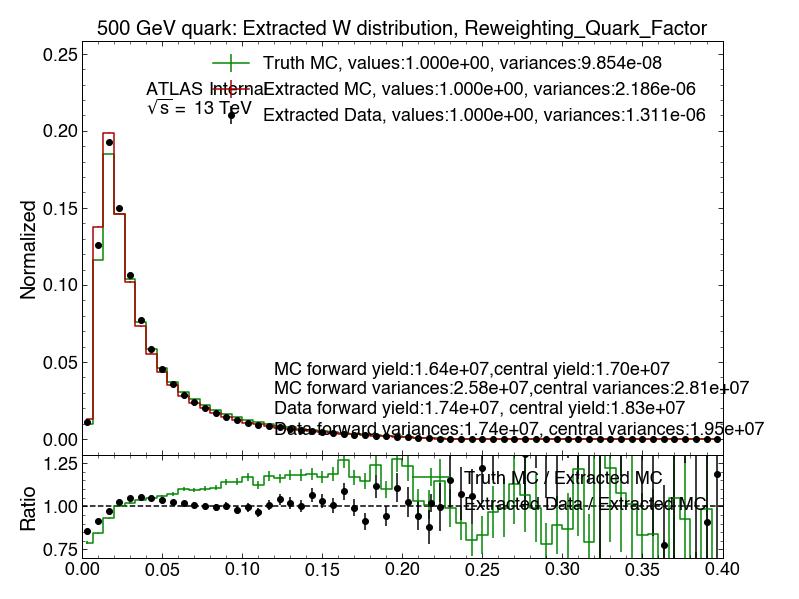 500 GeV quark: Extracted W distribution, Reweighting_Quark_Factor
Truth MC, values:1.000e+00, variances:9.854e-08
ATLAS Internal
Extracted MC, values:1.000e+00, variances:2.186e-06
√s = 13 TeV
Extracted Data, values:1.000e+00, variances:1.311e-06
Normalized
0.25
0.20
0.15
0.10
0.05
0.00
MC forward yield:1.64e+07,central yield:1.70e+07
MC forward variances:2.58e+07,central variances:2.81e+07
Data forward yield:1.74e+07, central yield:1.83e+07
Data forward variances:1.74e+07, central variances:1.95e+07
Ratio
1.25
1.00
0.75
Truth MC / Extracted MC
Extracted Data / Extracted MC
0.00 0.05 0.10 0.15 0.20 0.25 0.30 0.35 0.40